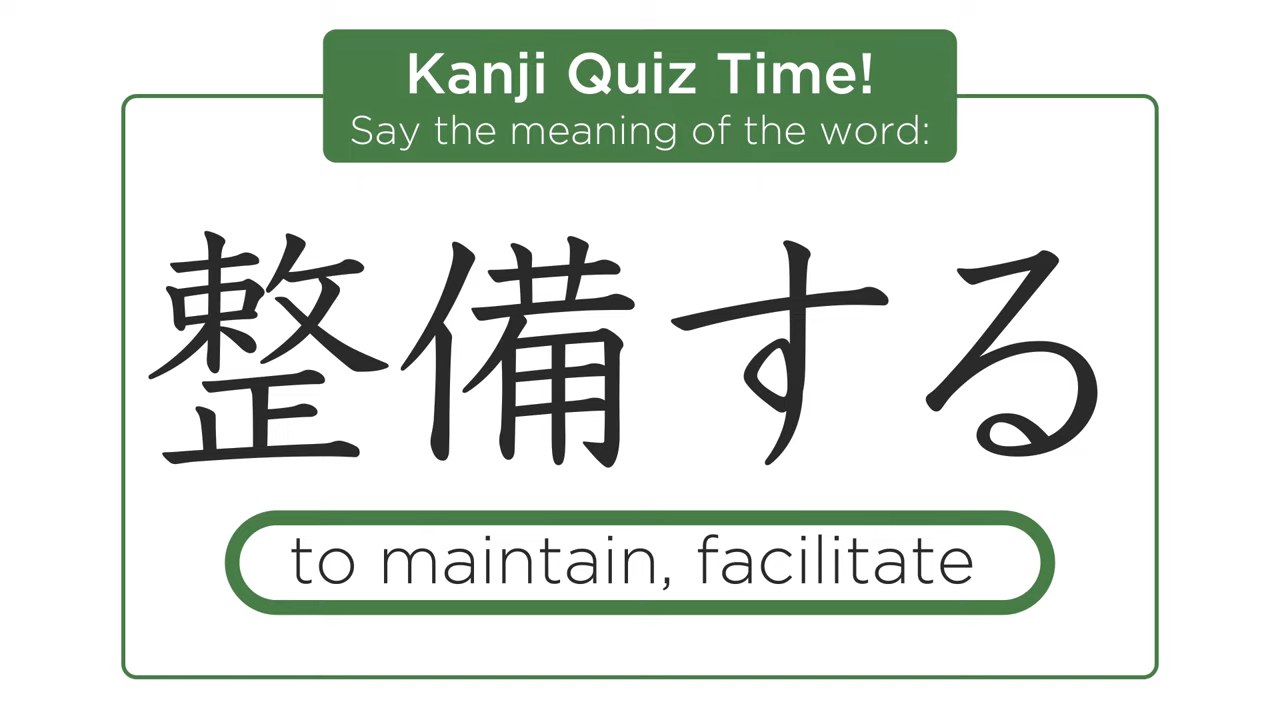 Kanji Quiz Time!
Say the meaning of the word:
整備する
to maintain, facilitate